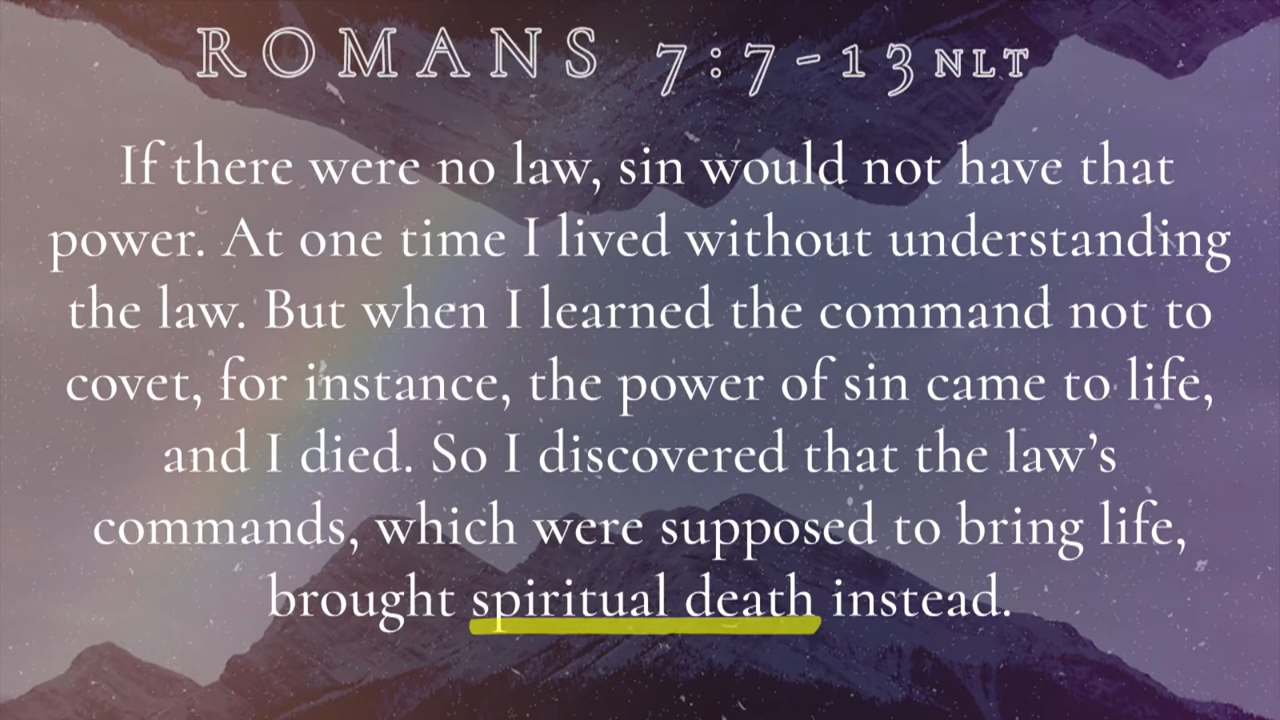 ROMANS 7:7-13 NLT
If there were no law, sin would not have that
power. At one time I lived without understanding
the law. But when I learned the command not to
covet, for instance, the power of sin came to life,
and I died. So I discovered that the law’s
commands, which were supposed to bring life,
brought spiritual death instead.